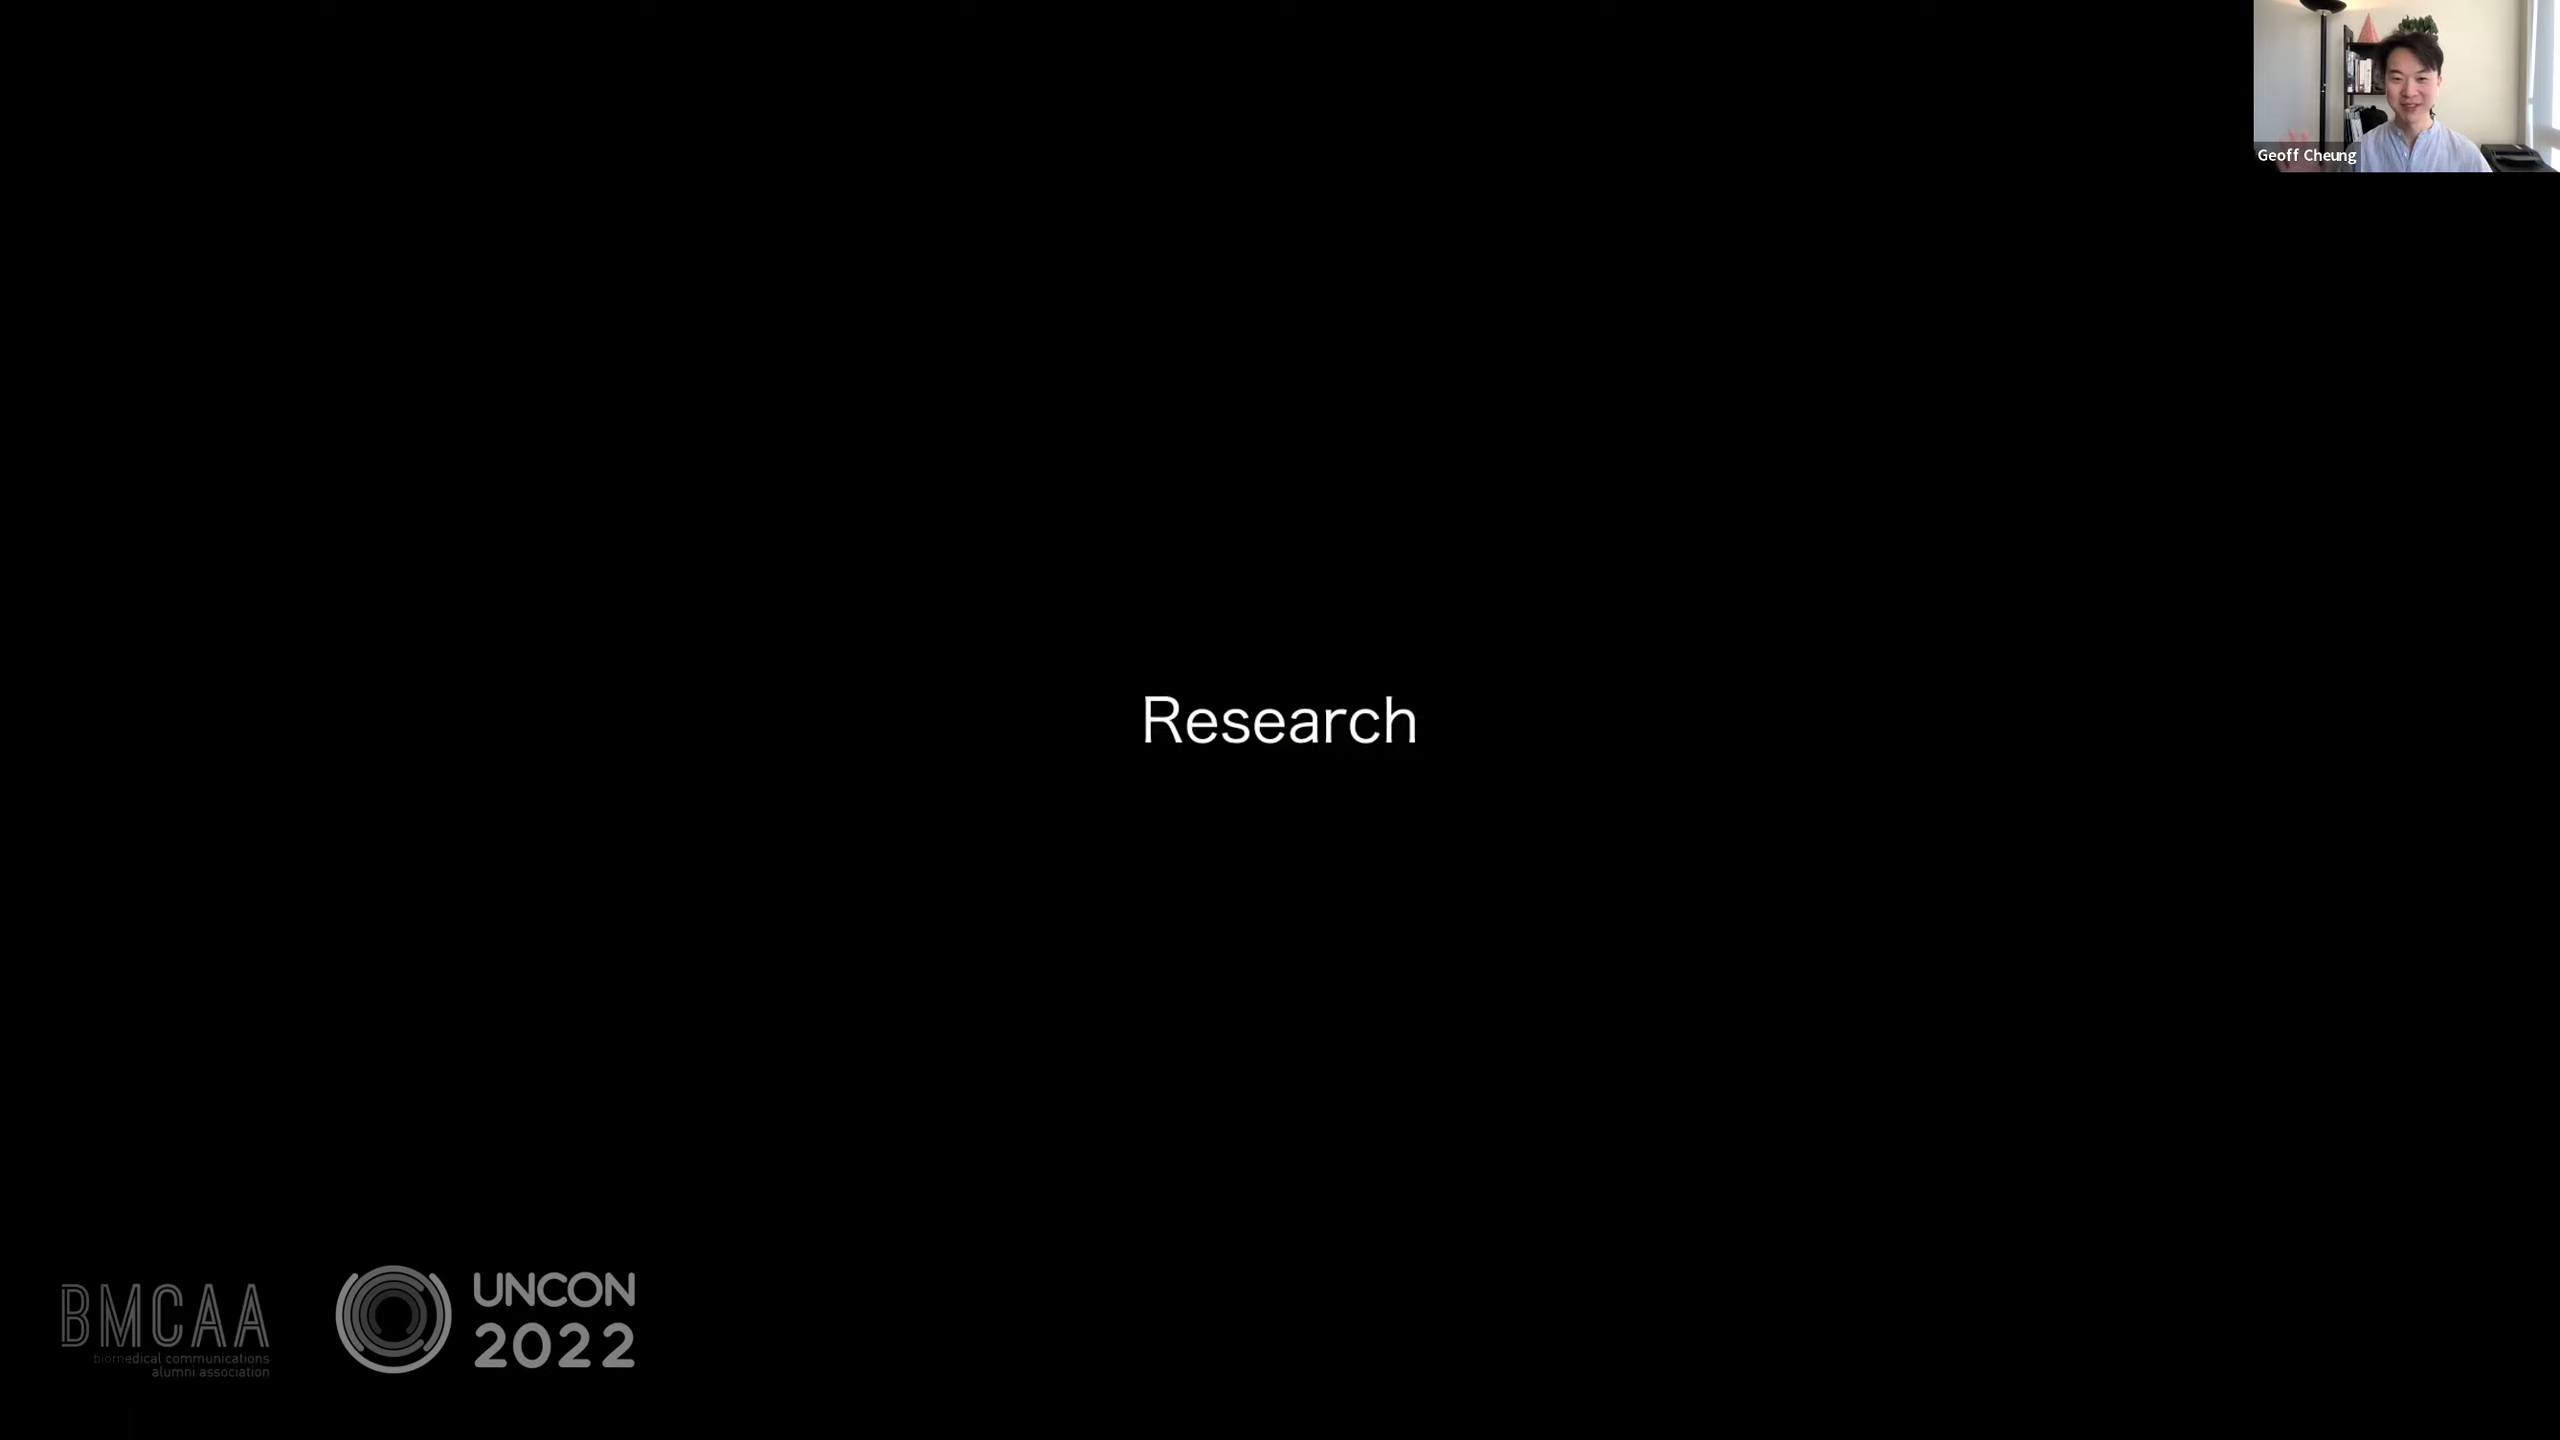 Geoff Cheung
Research
BMCAA
biomedical communications
alumni association
UNCON
2022